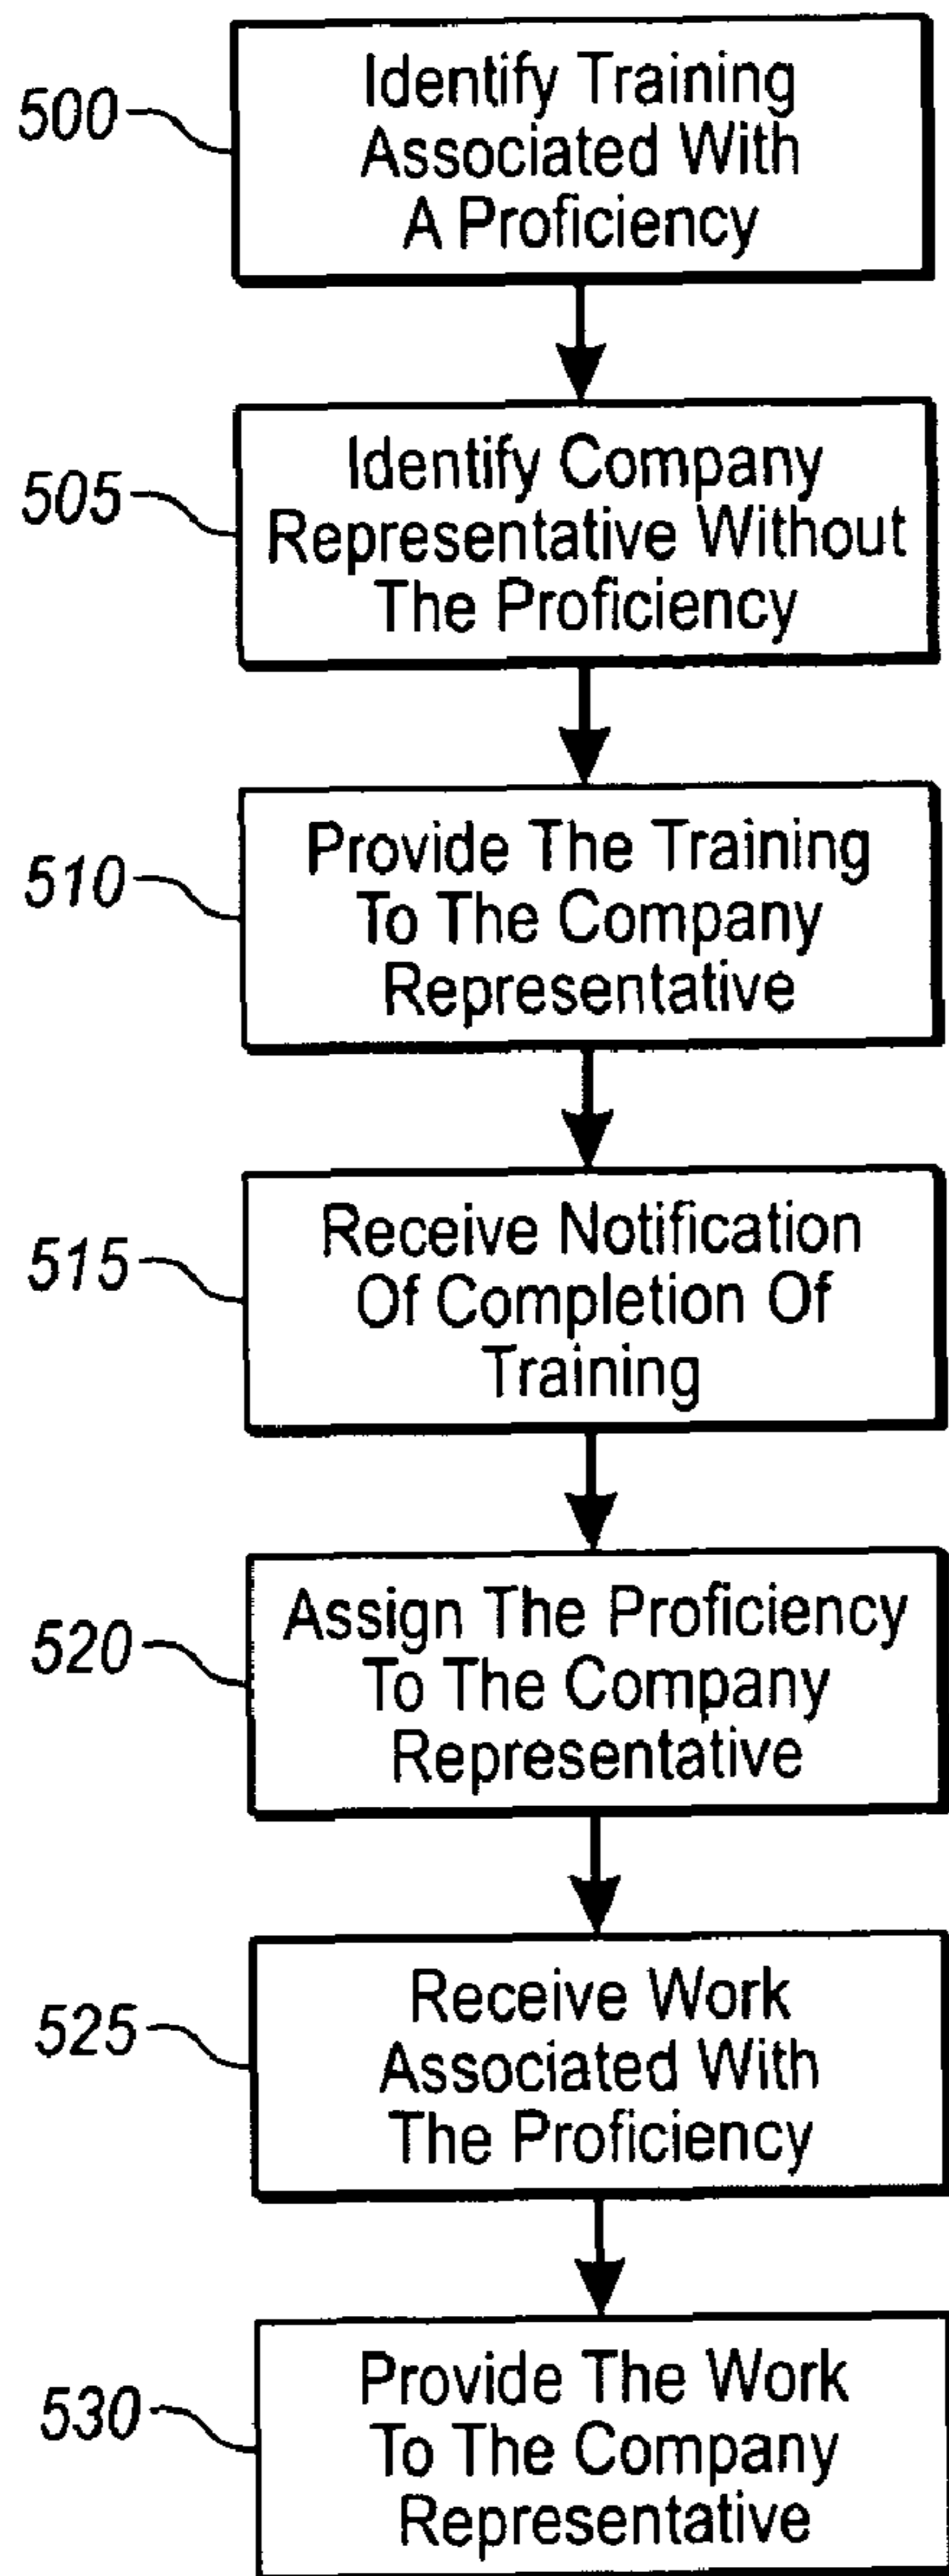 500
Identify Training
Associated With
A Proficiency
505
Identify Company
Representative Without
The Proficiency
510
Provide The Training
To The Company
Representative
515
Receive Notification
Of Completion Of
Training
520
Assign The Proficiency
To The Company
Representative
525
Receive Work
Associated With
The Proficiency
530
Provide The Work
To The Company
Representative